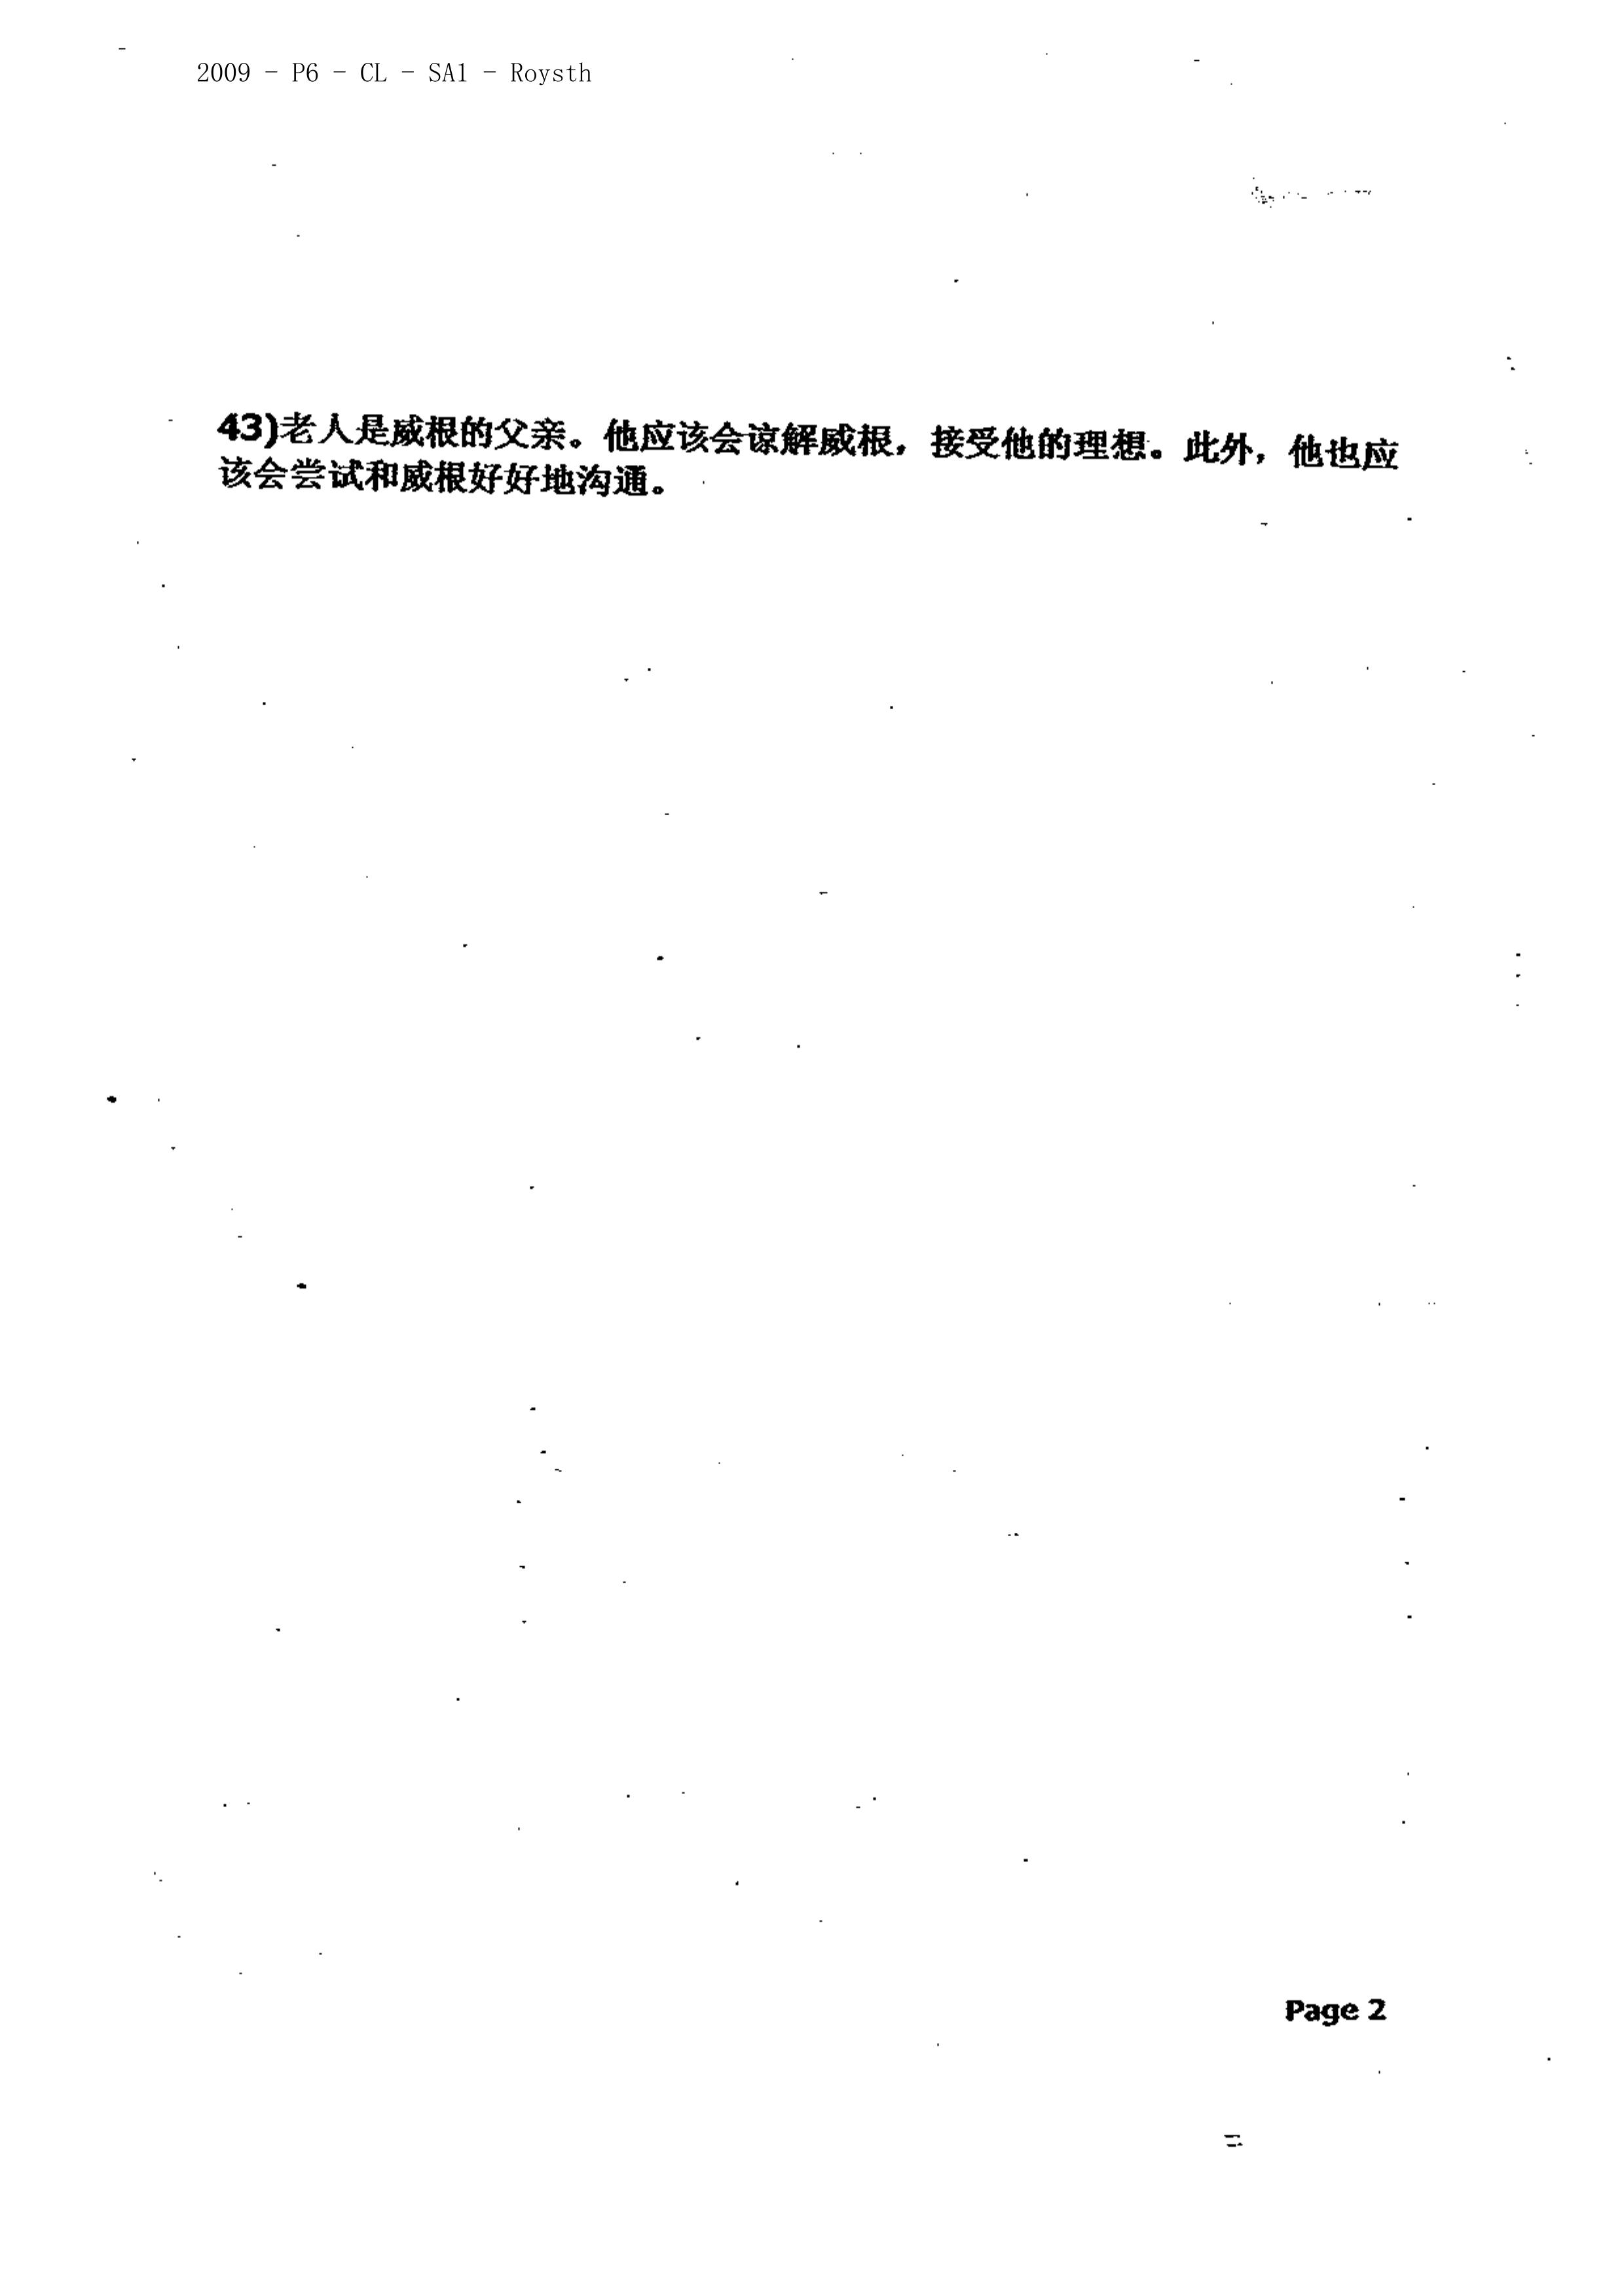 2009 - P6 - CL - SA1 - Roysth
43)老人是威根的父亲。他应该会谅解威根，接受他的理想。此外，他也应
该会尝试和威根好好地沟通。
Page 2